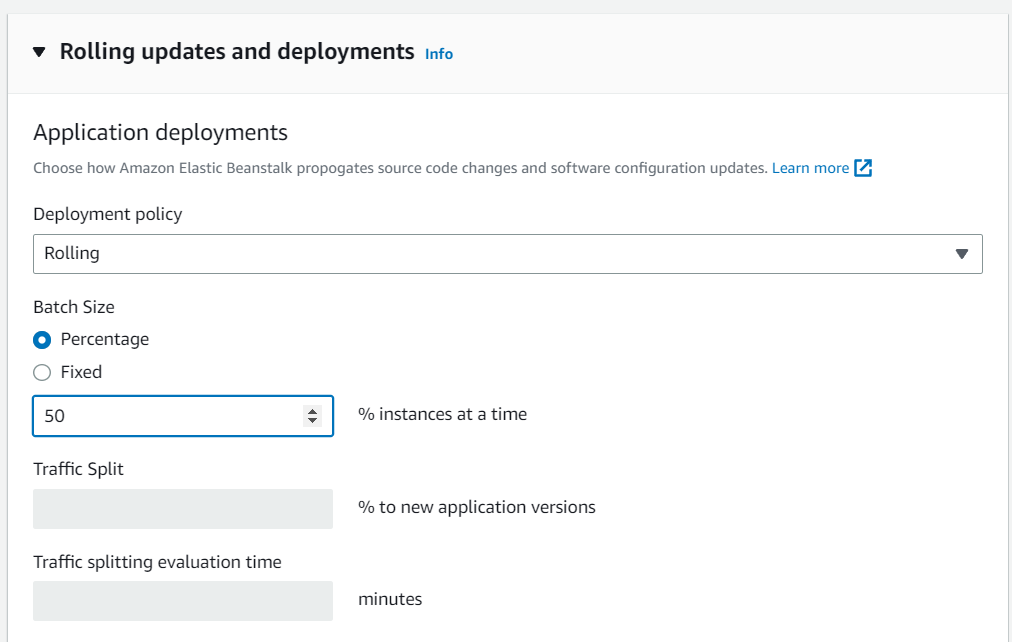 Rolling updates and deployments Info
Application deployments
Choose how Amazon Elastic Beanstalk propogates source code changes and software configuration updates. Learn more
Deployment policy
Rolling
Batch Size
Percentage
Fixed
50 % instances at a time
Traffic Split
% to new application versions
Traffic splitting evaluation time
minutes